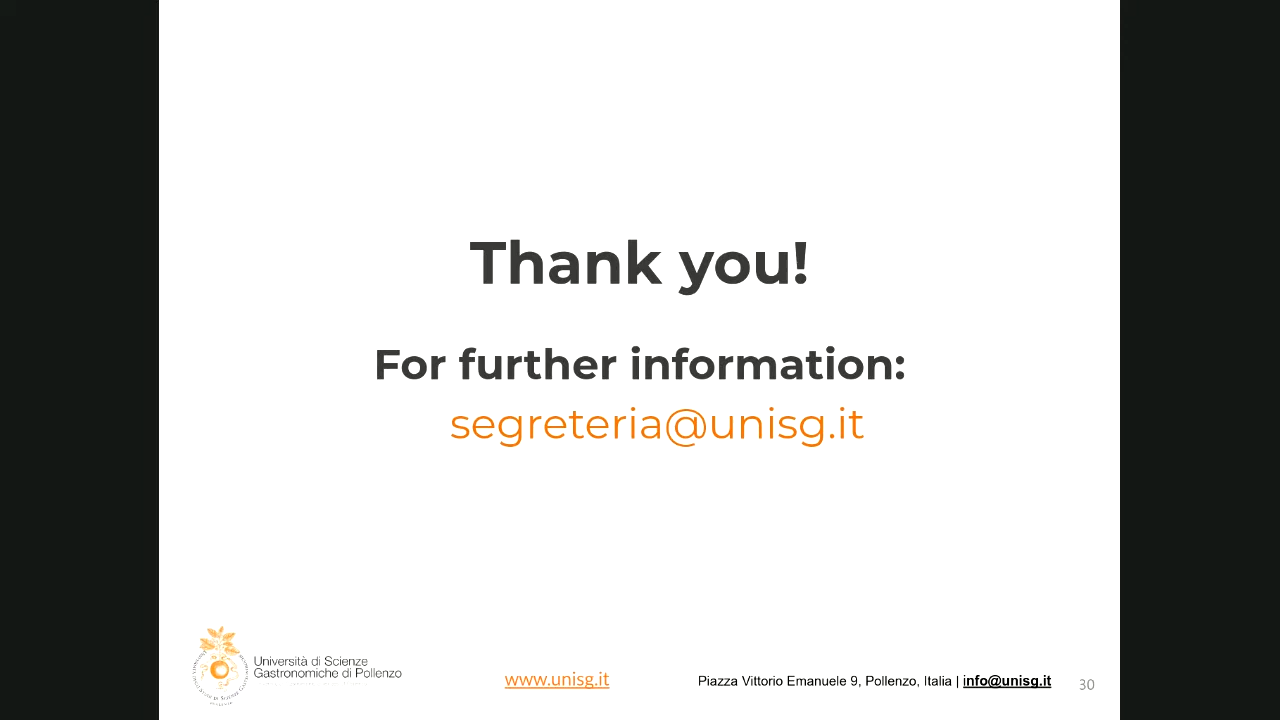 Thank you!
For further information:
segreteria@unisg.it
Università di Scienze
Gastronomiche di Pollenzo
www.unisg.it
Piazza Vittorio Emanuele 9, Pollenzo, Italia | info@unisg.it
30